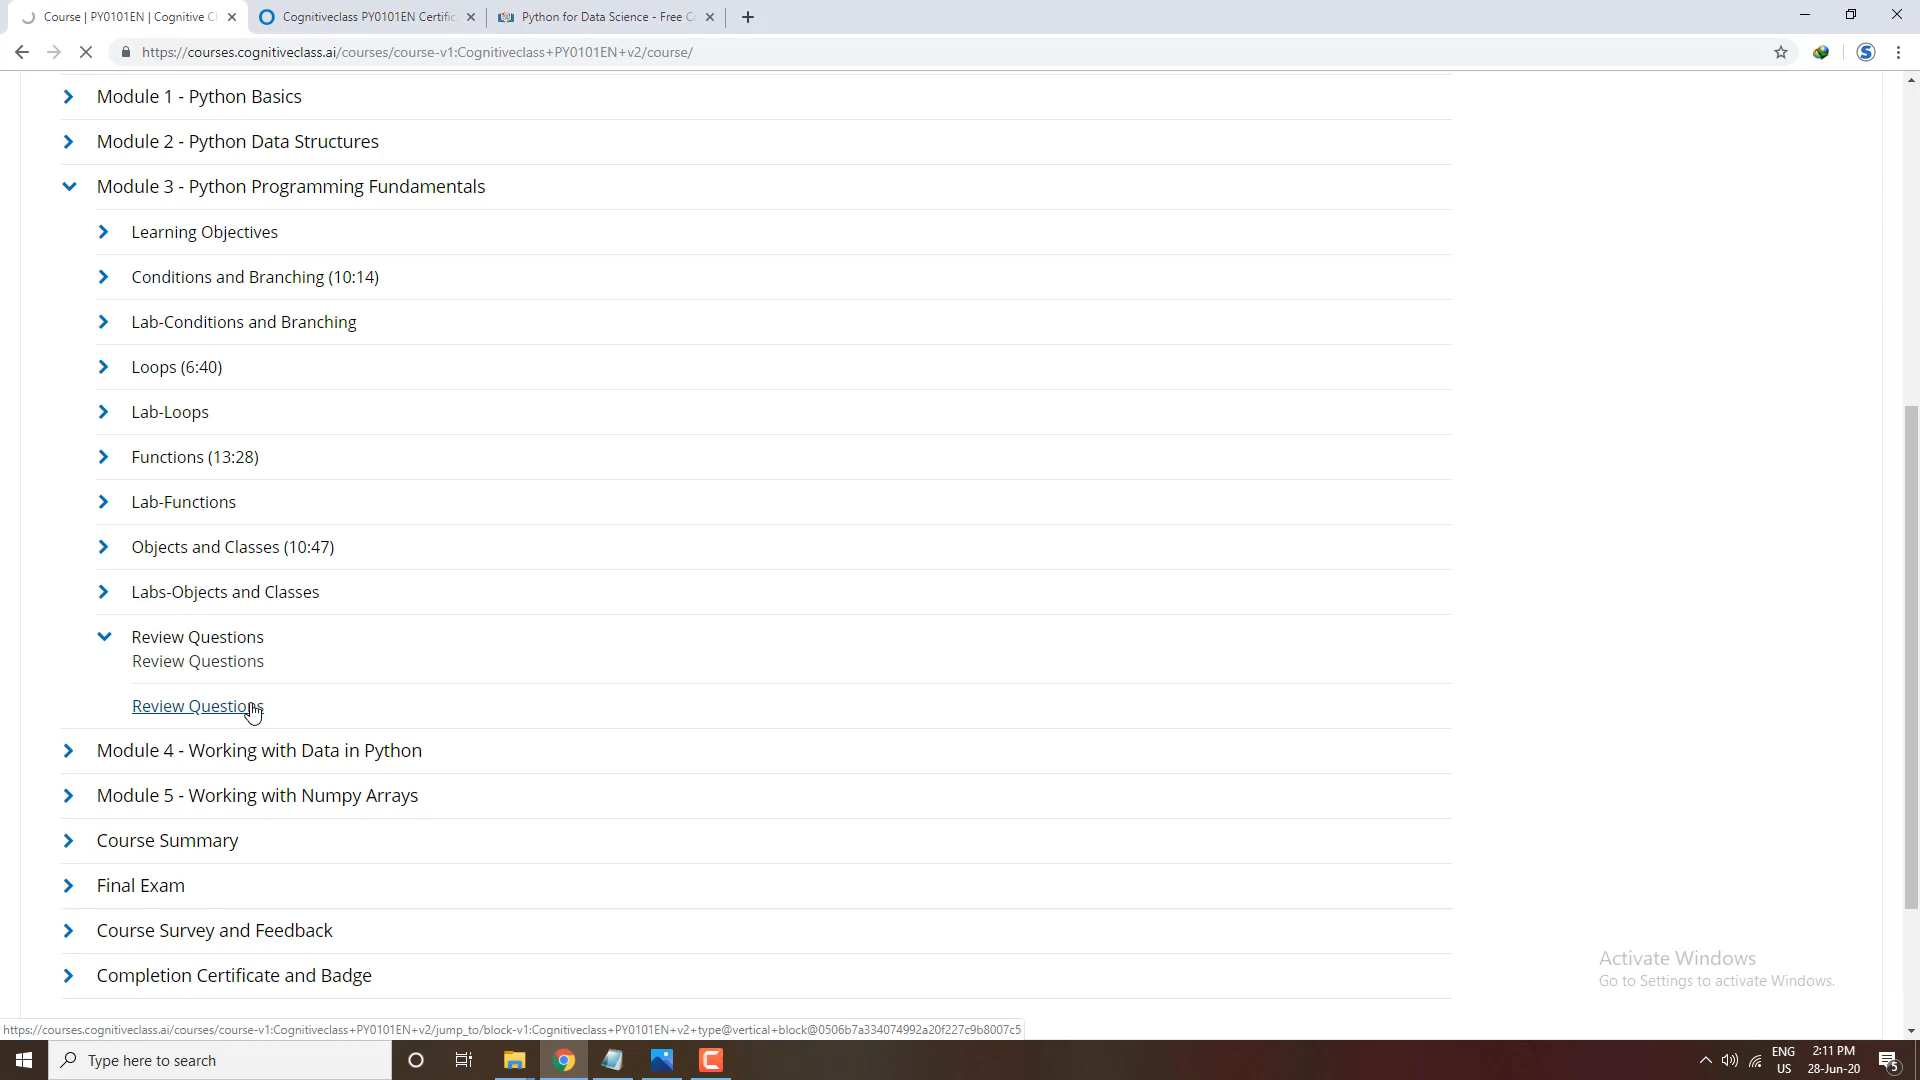 Course | PY0101EN | Cognitive Cl
Cognitiveclass PY0101EN Certific
Python for Data Science - Free C
https://courses.cognitiveclass.ai/courses/course-v1:Cognitiveclass+PY0101EN+v2/course/
Module 1 - Python Basics
Module 2 - Python Data Structures
Module 3 - Python Programming Fundamentals
Learning Objectives
Conditions and Branching (10:14)
Lab-Conditions and Branching
Loops (6:40)
Lab-Loops
Functions (13:28)
Lab-Functions
Objects and Classes (10:47)
Labs-Objects and Classes
Review Questions
Review Questions
Review Questions
Module 4 - Working with Data in Python
Module 5 - Working with Numpy Arrays
Course Summary
Final Exam
Course Survey and Feedback
Completion Certificate and Badge
Activate Windows
Go to Settings to activate Windows.
https://courses.cognitiveclass.ai/courses/course-v1:Cognitiveclass+PY0101EN+v2/jump_to/block-v1:Cognitiveclass+PY0101EN+v2+type@vertical+block@0506b7a334074992a20f227c9b8007c5
Type here to search
ENG
US
2:11 PM
28-Jun-20
5